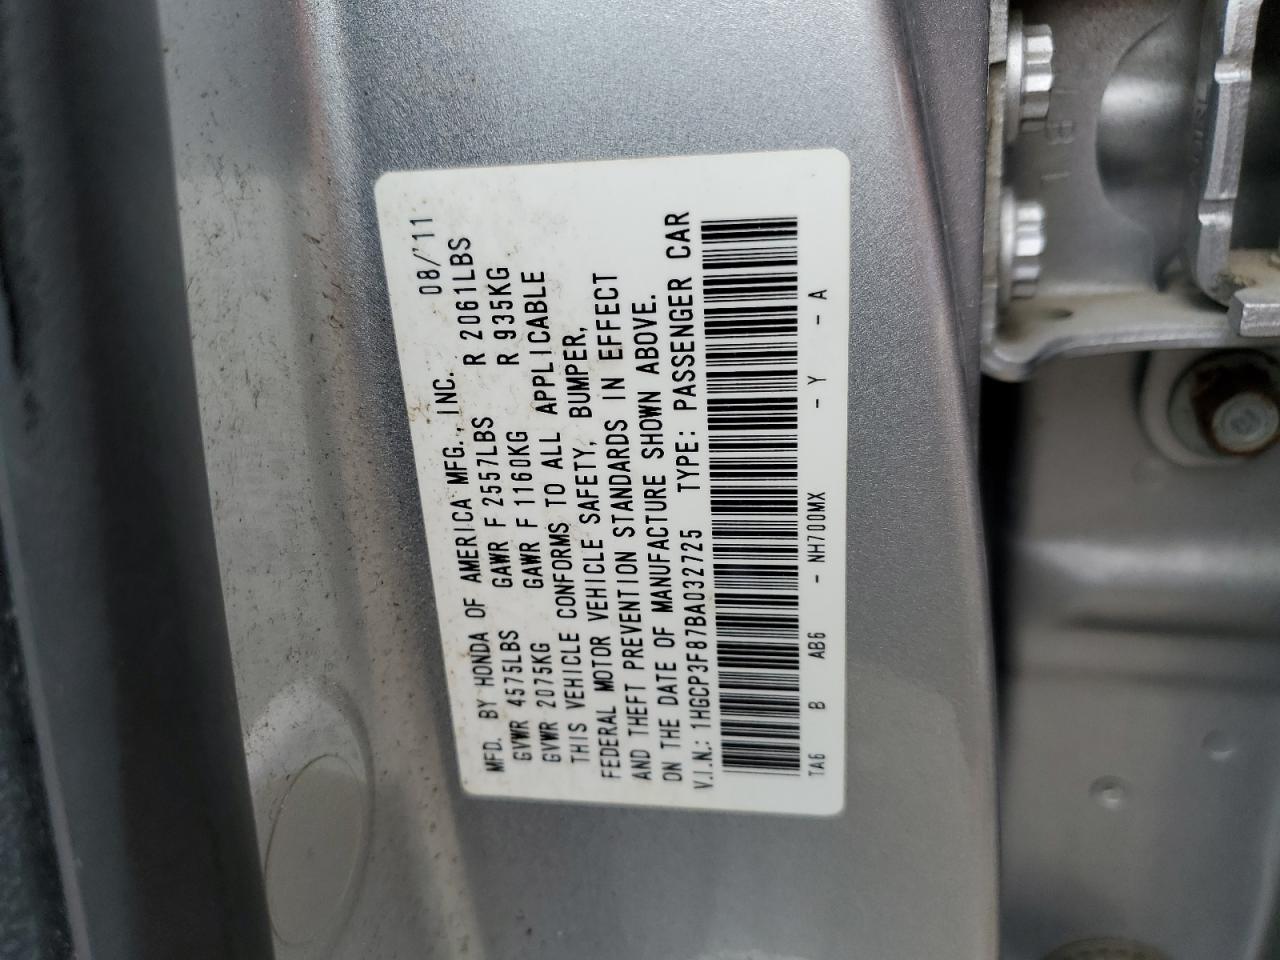 MFD. BY HONDA OF AMERICA MFG., INC. 08/'11
GVWR 4575LBS GAWR F 2557LBS R 2061LBS
GVWR 2075KG GAWR F 1160KG R 935KG
THIS VEHICLE CONFORMS TO ALL APPLICABLE
FEDERAL MOTOR VEHICLE SAFETY, BUMPER,
AND THEFT PREVENTION STANDARDS IN EFFECT
ON THE DATE OF MANUFACTURE SHOWN ABOVE.
V.I.N.: 1HGCP3F87BA032725 TYPE: PASSENGER CAR
TA6 B AB6 - NH700MX - Y - A